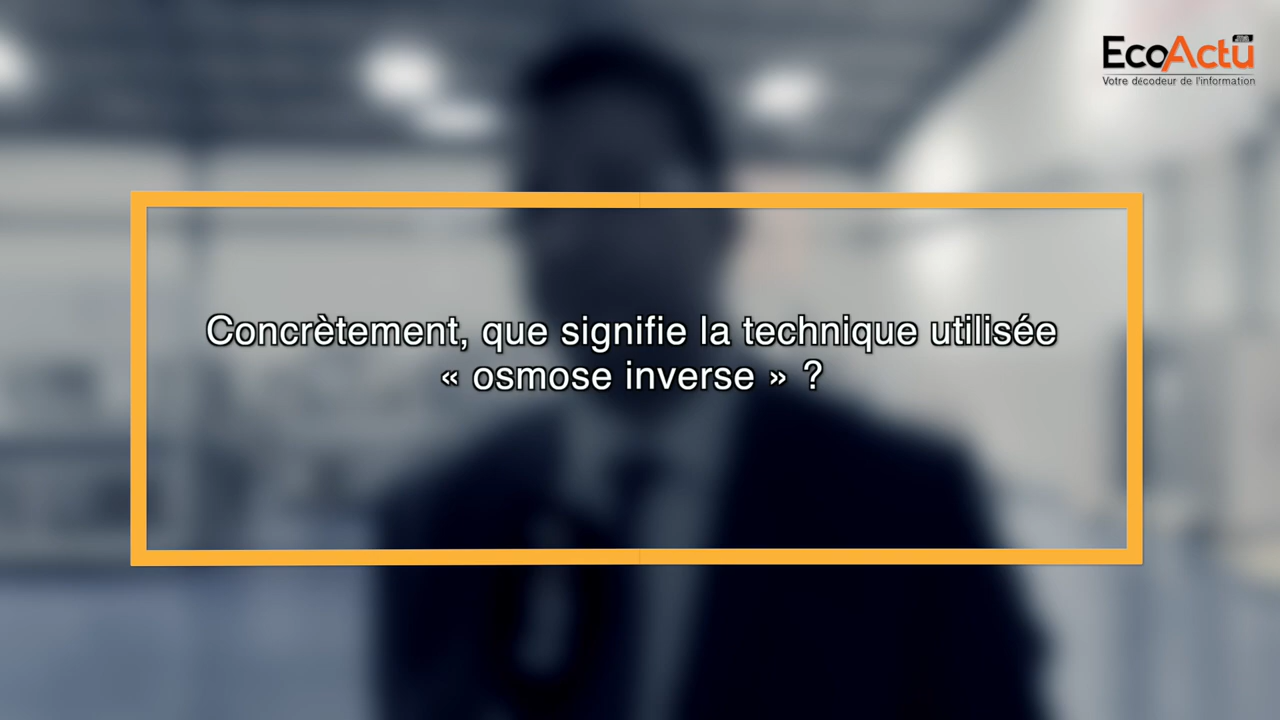 EcoActu
Votre décodeur de l'information
Concrètement, que signifie la technique utilisée
« osmose inverse » ?